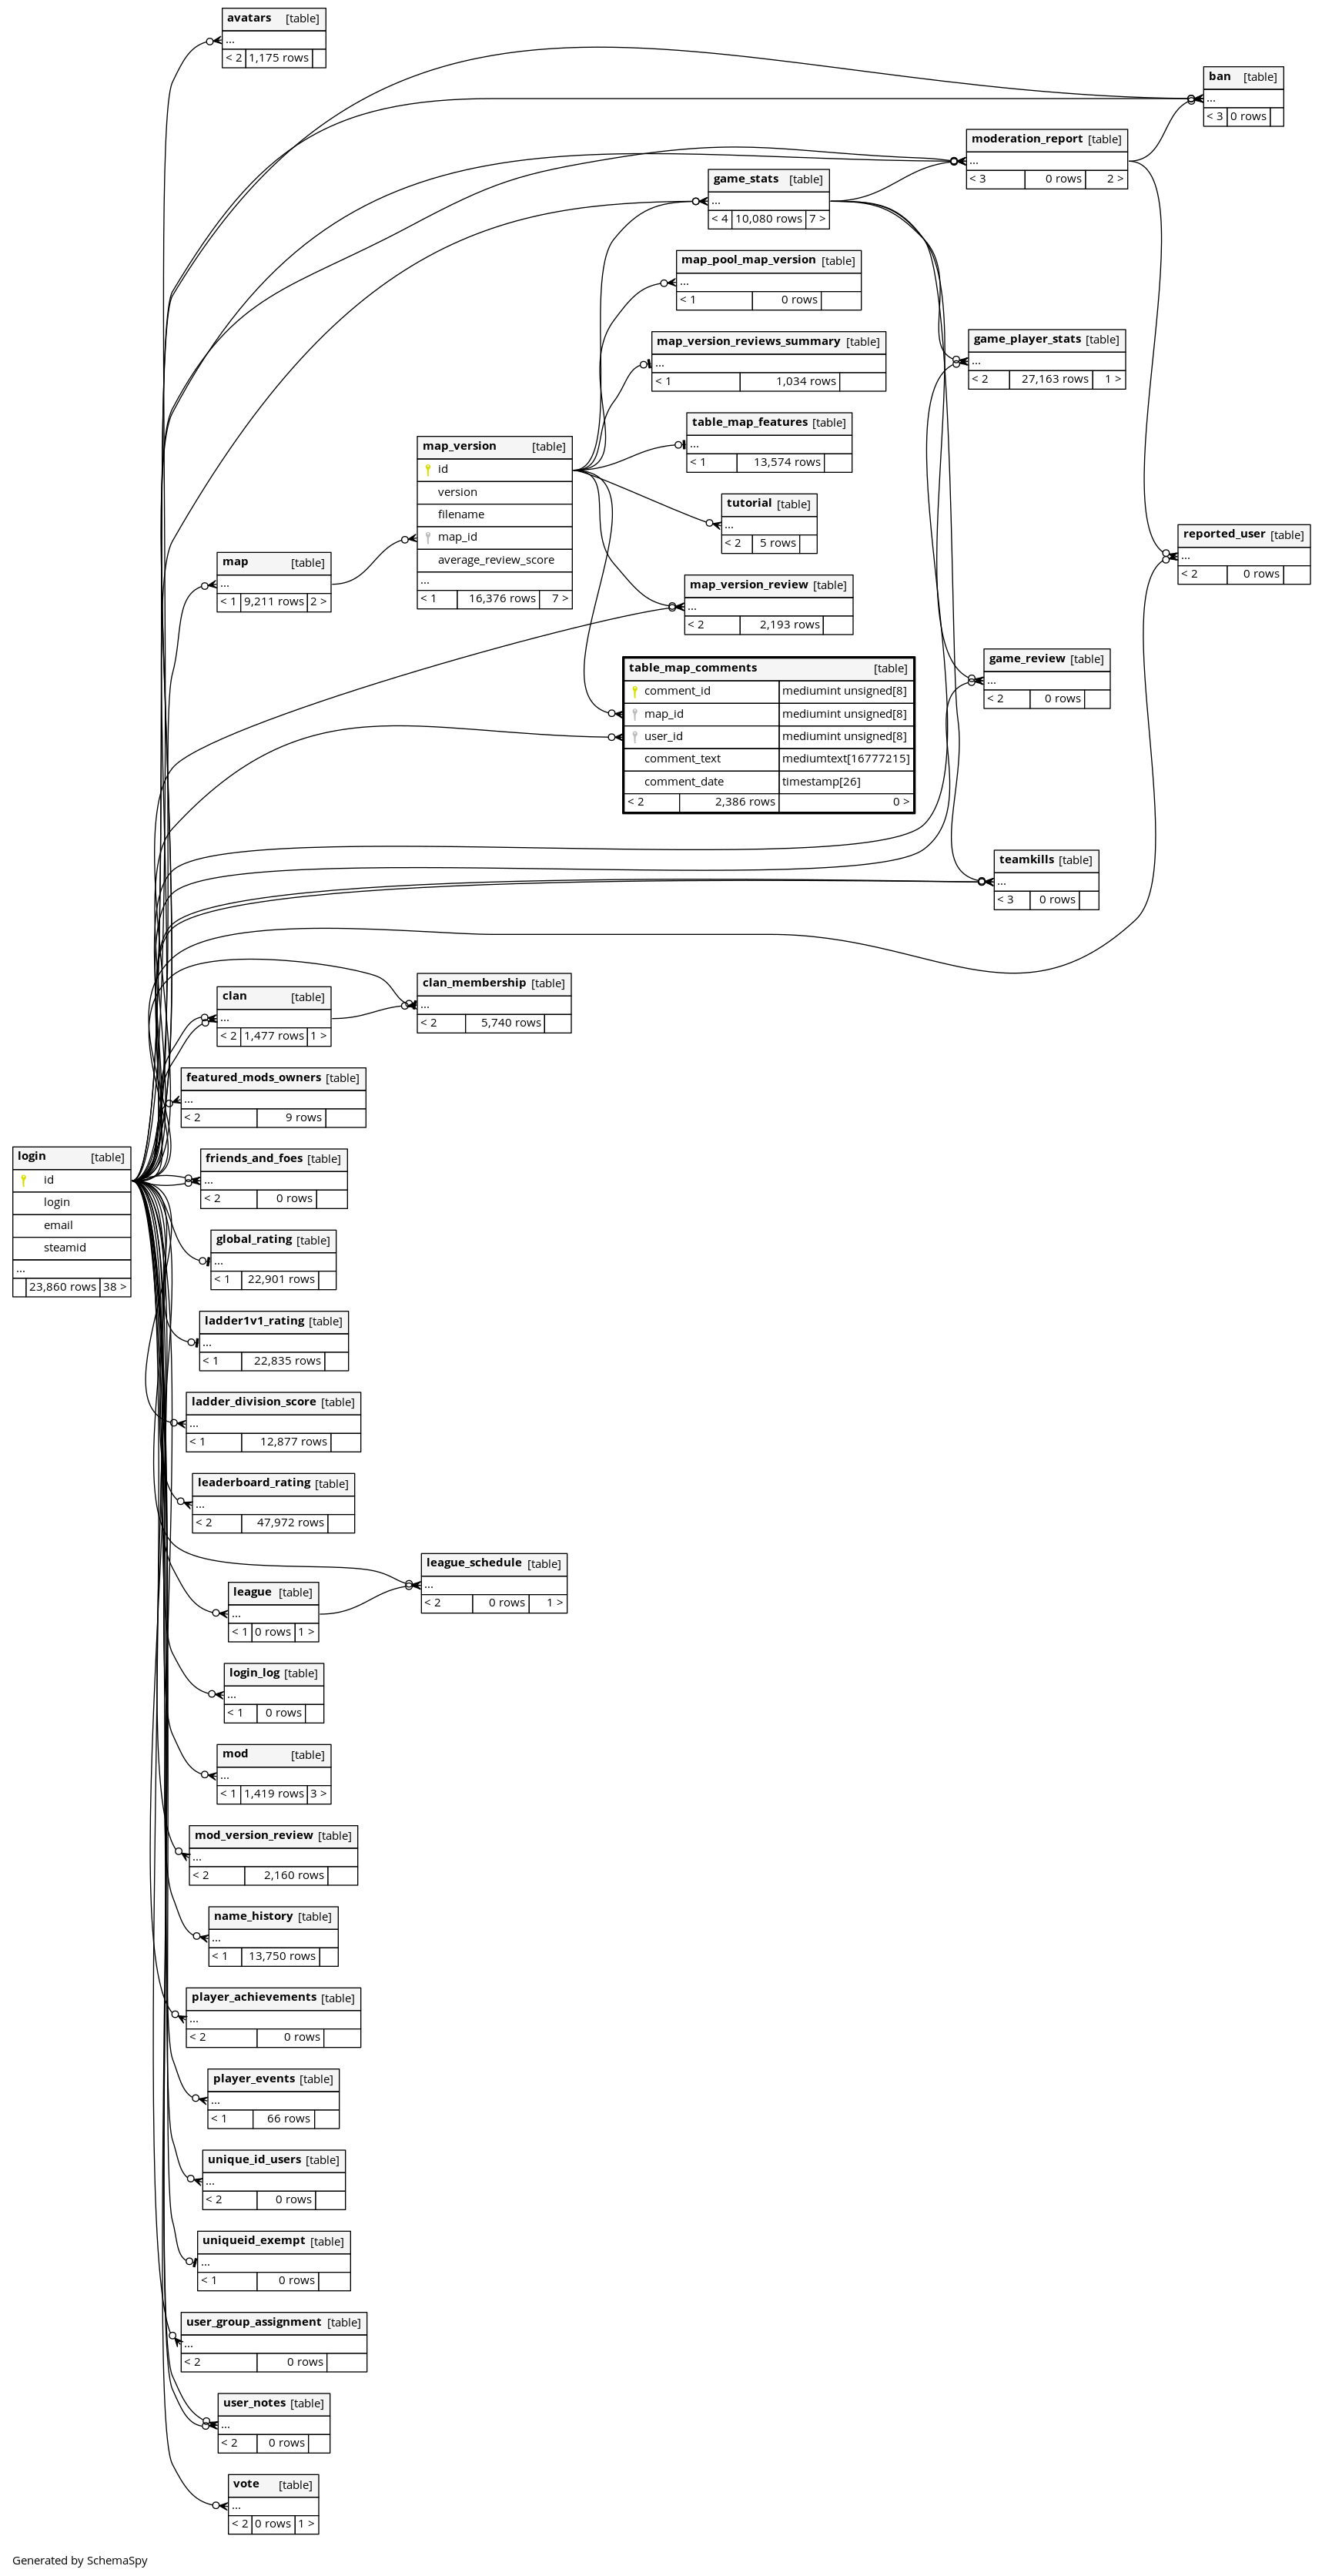 avatars [table]
...
< 2 1,175 rows
ban [table]
...
< 3 0 rows
moderation_report [table]
...
< 3 0 rows 2 >
game_stats [table]
...
< 4 10,080 rows 7 >
map_pool_map_version [table]
...
< 1 0 rows
map_version_reviews_summary [table]
...
< 1 1,034 rows
game_player_stats [table]
...
< 2 27,163 rows 1 >
table_map_features [table]
...
< 1 13,574 rows
map_version [table]
id
version
filename
map_id
average_review_score
...
< 1 16,376 rows 7 >
tutorial [table]
...
< 2 5 rows
reported_user [table]
...
< 2 0 rows
map [table]
...
< 1 9,211 rows 2 >
map_version_review [table]
...
< 2 2,193 rows
game_review [table]
...
< 2 0 rows
table_map_comments [table]
comment_id mediumint unsigned[8]
map_id mediumint unsigned[8]
user_id mediumint unsigned[8]
comment_text mediumtext[16777215]
comment_date timestamp[26]
< 2 2,386 rows 0 >
teamkills [table]
...
< 3 0 rows
clan_membership [table]
...
< 2 5,740 rows
clan [table]
...
< 2 1,477 rows 1 >
featured_mods_owners [table]
...
< 2 9 rows
login [table]
id
login
email
steamid
...
23,860 rows 38 >
friends_and_foes [table]
...
< 2 0 rows
global_rating [table]
...
< 1 22,901 rows
ladder1v1_rating [table]
...
< 1 22,835 rows
ladder_division_score [table]
...
< 1 12,877 rows
leaderboard_rating [table]
...
< 2 47,972 rows
league_schedule [table]
...
< 2 0 rows 1 >
league [table]
...
< 1 0 rows 1 >
login_log [table]
...
< 1 0 rows
mod [table]
...
< 1 1,419 rows 3 >
mod_version_review [table]
...
< 2 2,160 rows
name_history [table]
...
< 1 13,750 rows
player_achievements [table]
...
< 2 0 rows
player_events [table]
...
< 1 66 rows
unique_id_users [table]
...
< 2 0 rows
uniqueid_exempt [table]
...
< 1 0 rows
user_group_assignment [table]
...
< 2 0 rows
user_notes [table]
...
< 2 0 rows
vote [table]
...
< 2 0 rows 1 >
Generated by SchemaSpy